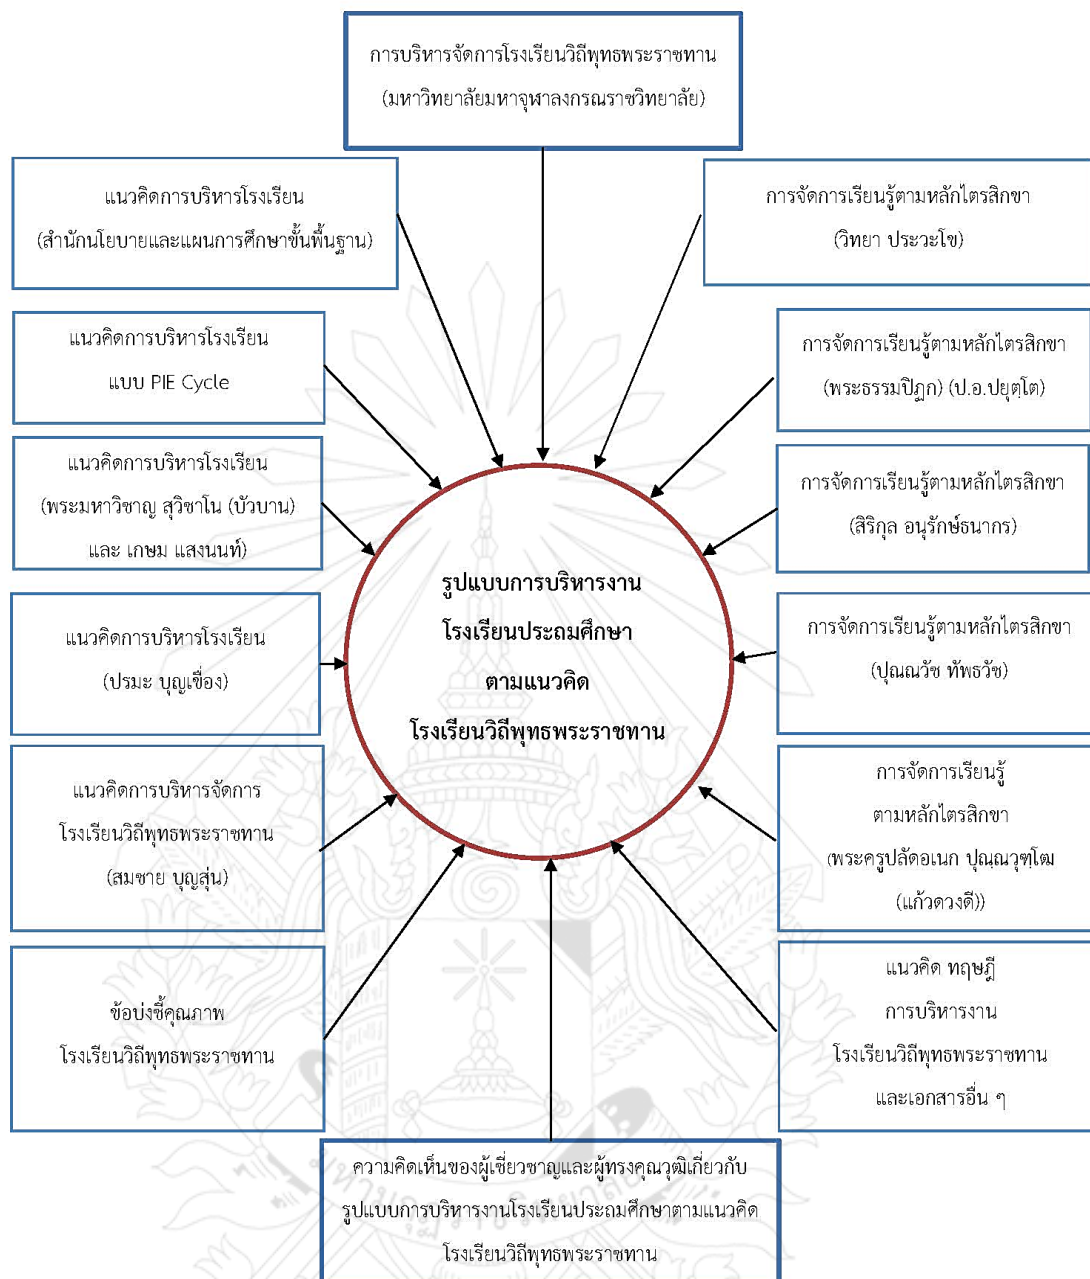 การบริหารจัดการโรงเรียนวิถีพุทธพระราชทาน
(มหาวิทยาลัยมหาจุฬาลงกรณราชวิทยาลัย)
แนวคิดการบริหารโรงเรียน
(สำนักนโยบายและแผนการศึกษาขั้นพื้นฐาน)
การจัดการเรียนรู้ตามหลักไตรสิกขา
(วิทยา ประวะโข)
แนวคิดการบริหารโรงเรียน
แบบ PIE Cycle
การจัดการเรียนรู้ตามหลักไตรสิกขา
(พระธรรมปิฎก) (ป.อ.ปยุตฺโต)
แนวคิดการบริหารโรงเรียน
(พระมหาวิชาญ สุวิชาโน (บัวบาน)
และ เกษม แสงนนท์)
การจัดการเรียนรู้ตามหลักไตรสิกขา
(สิริกุล อนุรักษ์ธนากร)
รูปแบบการบริหารงาน
โรงเรียนประถมศึกษา
ตามแนวคิด
โรงเรียนวิถีพุทธพระราชทาน
แนวคิดการบริหารโรงเรียน
(ปรมะ บุญเขื่อง)
การจัดการเรียนรู้ตามหลักไตรสิกขา
(ปุณณวัช ทัพธวัช)
แนวคิดการบริหารจัดการ
โรงเรียนวิถีพุทธพระราชทาน
(สมชาย บุญสุ่น)
การจัดการเรียนรู้
ตามหลักไตรสิกขา
(พระครูปลัดอเนก ปุณฺณวุฑฺโฒ
(แก้วดวงดี))
ข้อบ่งชี้คุณภาพ
โรงเรียนวิถีพุทธพระราชทาน
แนวคิด ทฤษฎี
การบริหารงาน
โรงเรียนวิถีพุทธพระราชทาน
และเอกสารอื่น ๆ
ความคิดเห็นของผู้เชี่ยวชาญและผู้ทรงคุณวุฒิเกี่ยวกับ
รูปแบบการบริหารงานโรงเรียนประถมศึกษาตามแนวคิด
โรงเรียนวิถีพุทธพระราชทาน